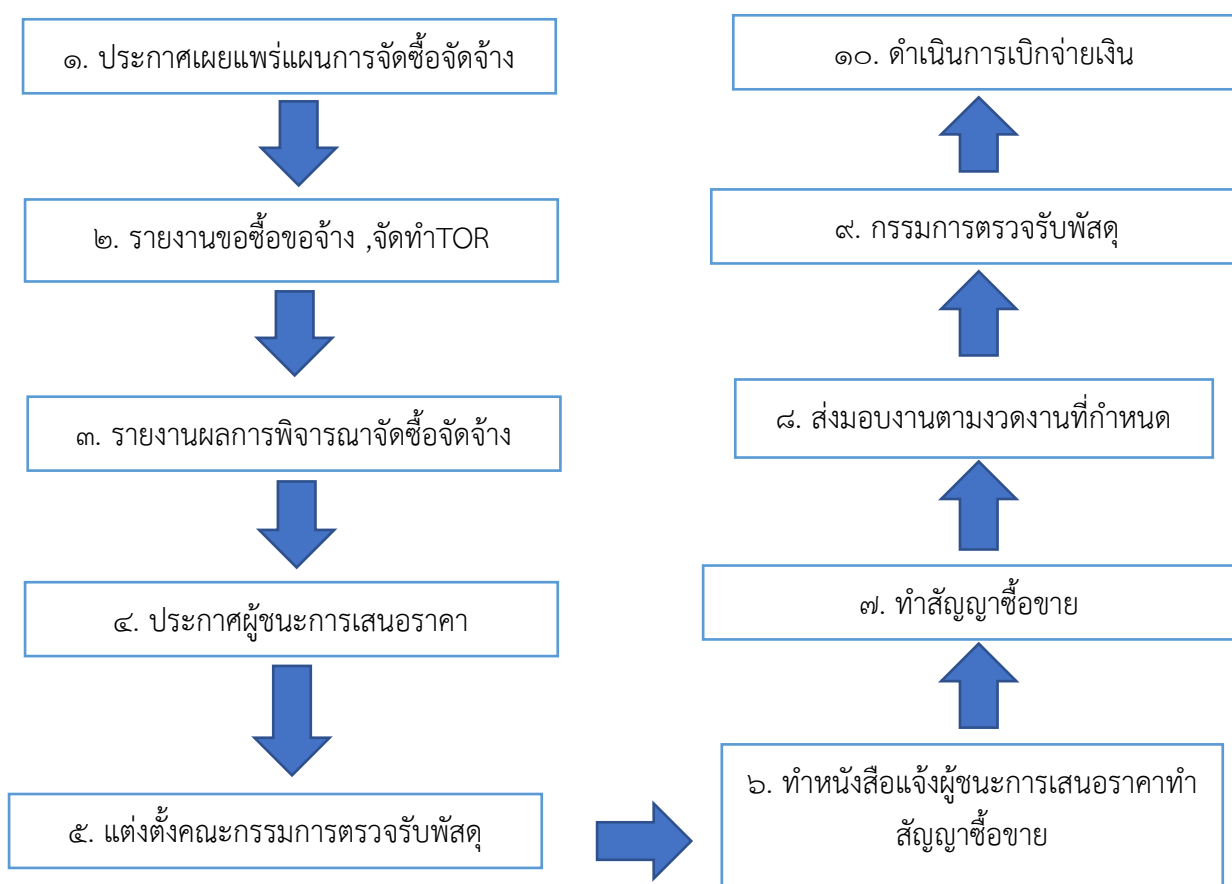 ๑. ประกาศเผยแพร่แผนการจัดซื้อจัดจ้าง
๒. รายงานขอซื้อขอจ้าง ,จัดทำTOR
๓. รายงานผลการพิจารณาจัดซื้อจัดจ้าง
๔. ประกาศผู้ชนะการเสนอราคา
๕. แต่งตั้งคณะกรรมการตรวจรับพัสดุ
๖. ทำหนังสือแจ้งผู้ชนะการเสนอราคาทำ
สัญญาซื้อขาย
๗. ทำสัญญาซื้อขาย
๘. ส่งมอบงานตามงวดงานที่กำหนด
๙. กรรมการตรวจรับพัสดุ
๑๐. ดำเนินการเบิกจ่ายเงิน